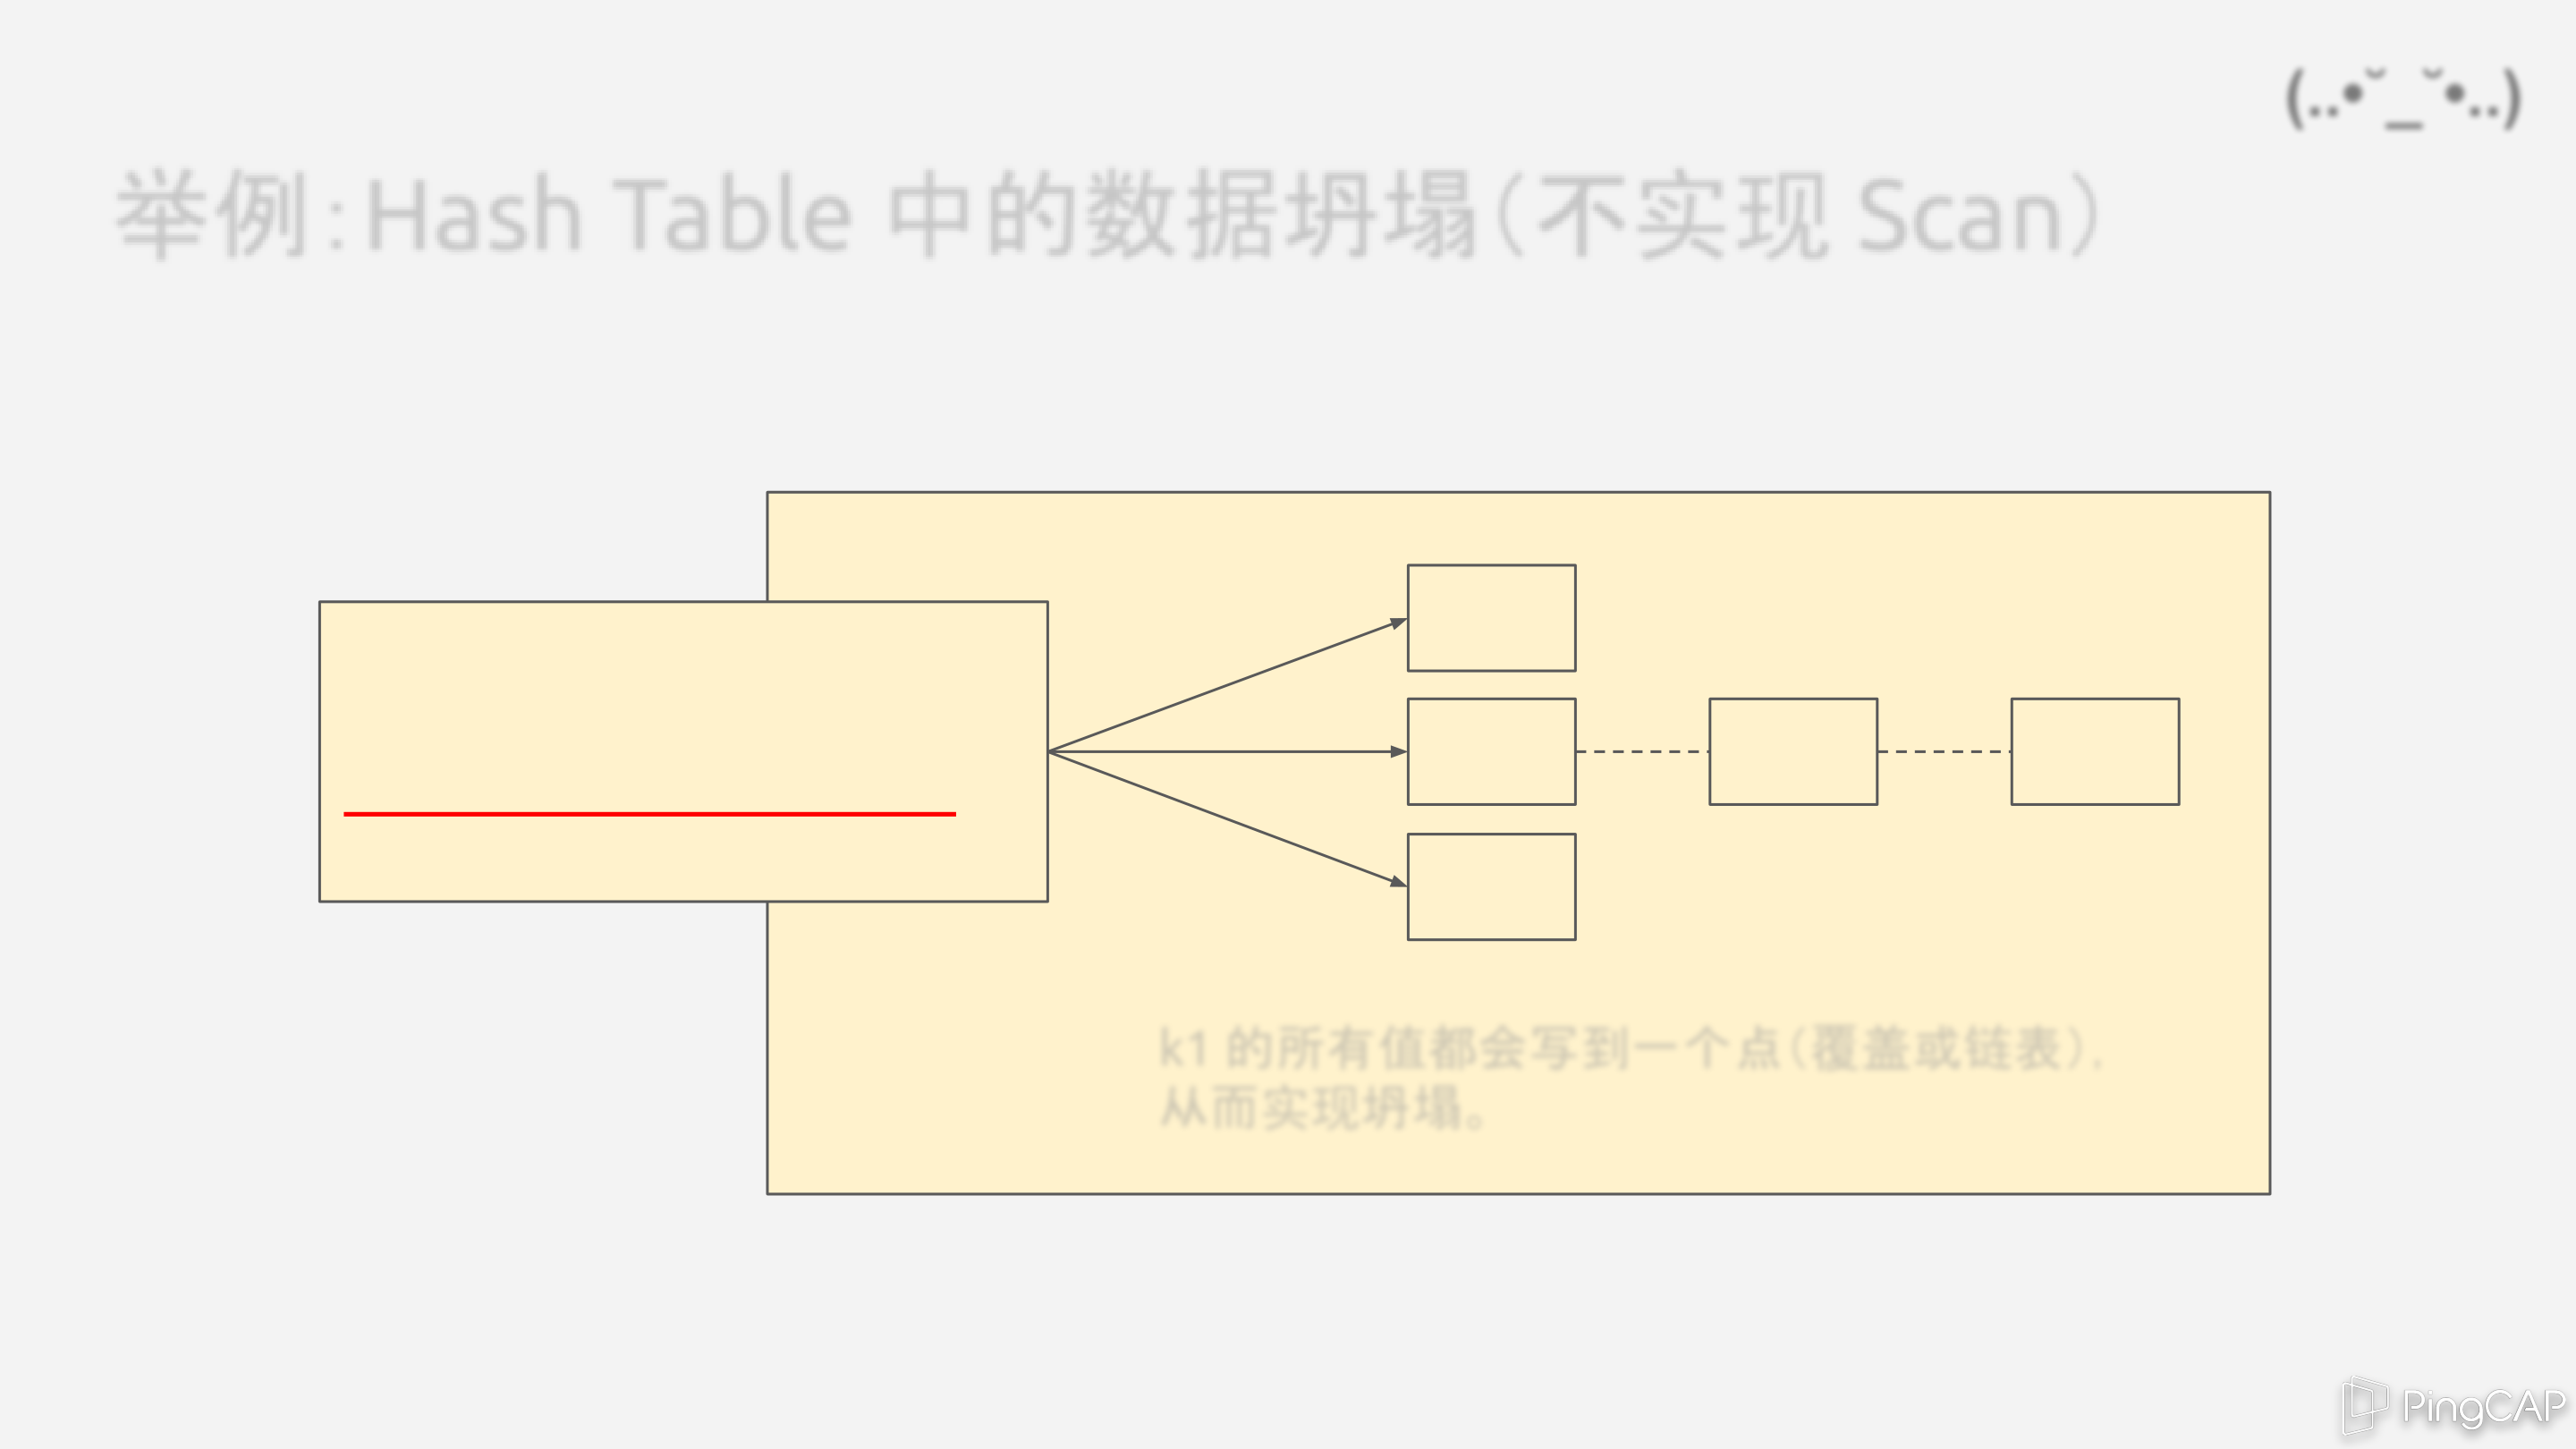 (..•˘_˘•..)
举例：Hash Table 中的数据坍塌（不实现 Scan）
k1 的所有值都会写到一个点（覆盖或链表），
从而实现坍塌。
PingCAP